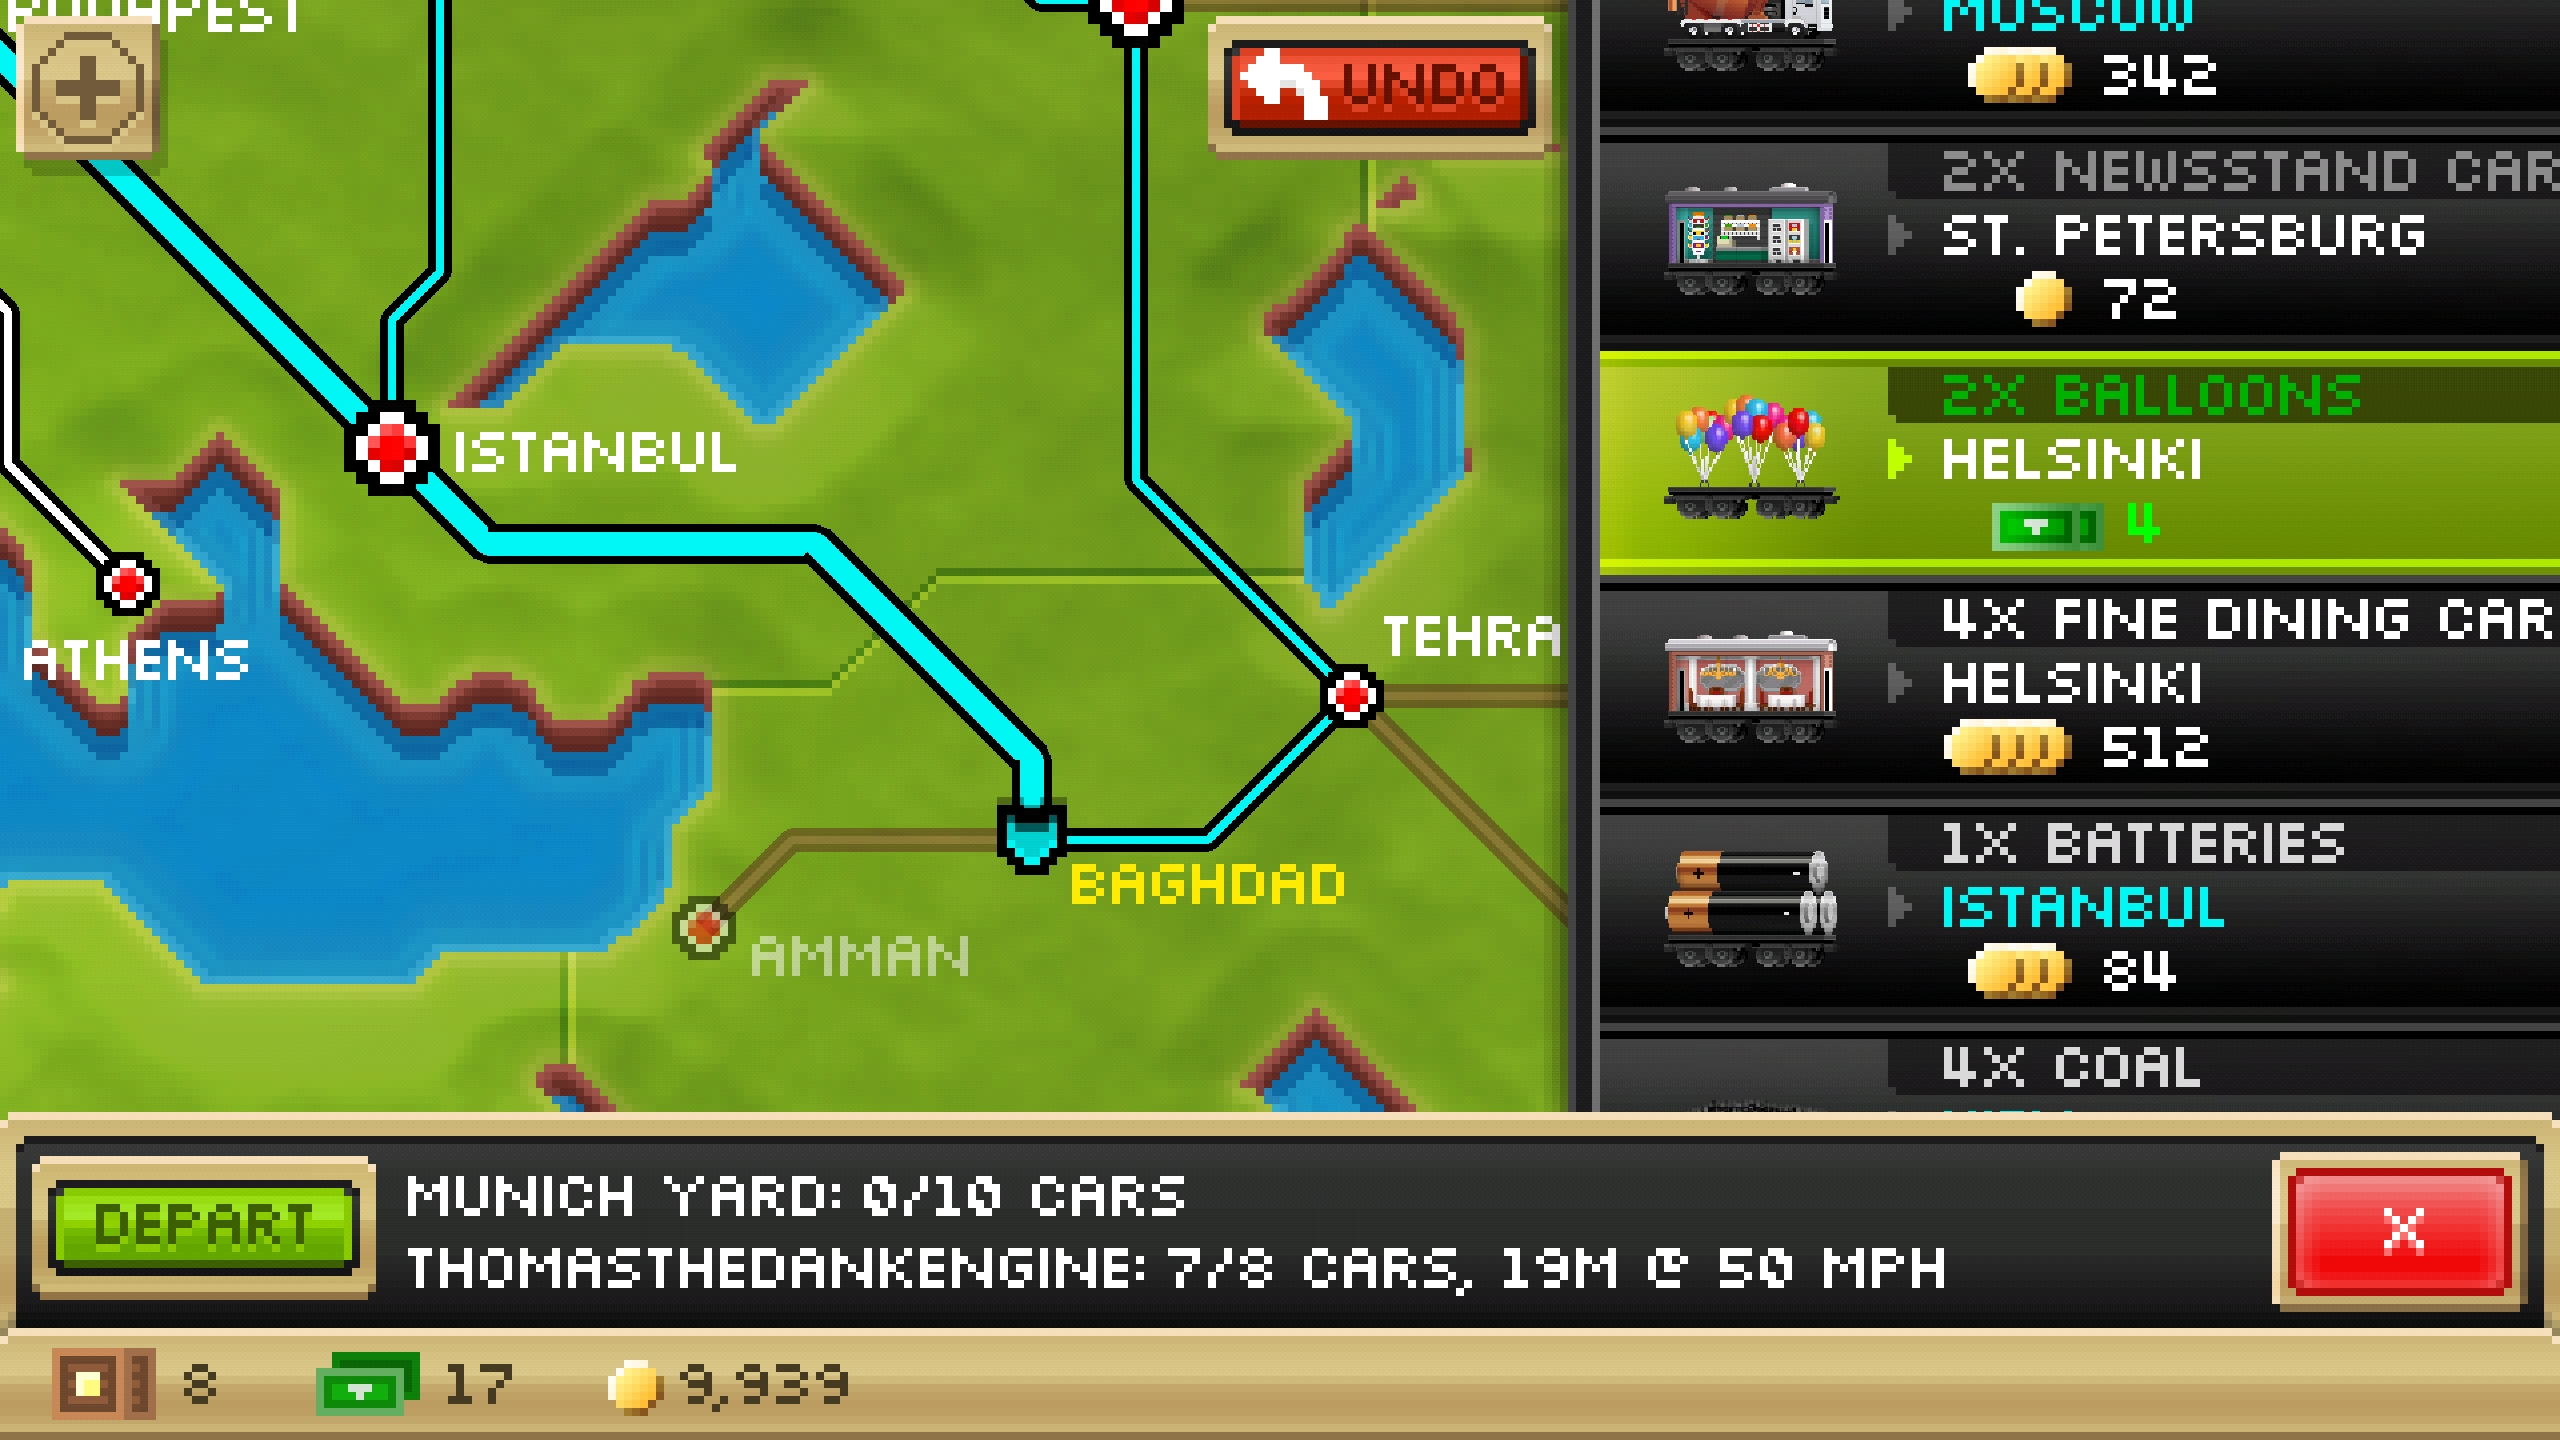 BUDAPEST
UNDO
ISTANBUL
ATHENS
TEHRA
BAGHDAD
AMMAN
MOSCOW
342
2X NEWSSTAND CAR
ST. PETERSBURG
72
2X BALLOONS
HELSINKI
4
4X FINE DINING CAR
HELSINKI
512
1X BATTERIES
ISTANBUL
84
4X COAL
DEPART
MUNICH YARD: 0/10 CARS
THOMASTHEDANKENGINE: 7/8 CARS, 19M @ 50 MPH
X
8
17
9,939